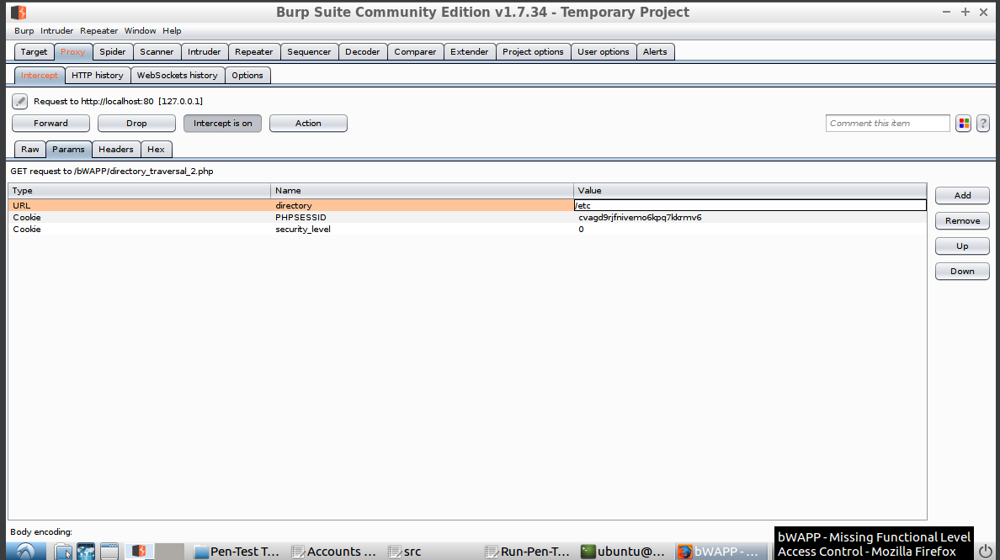 Burp Suite Community Edition v1.7.34 - Temporary Project
Burp Intruder Repeater Window Help
Target Proxy Spider Scanner Intruder Repeater Sequencer Decoder Comparer Extender Project options User options Alerts
Intercept HTTP history WebSockets history Options
Request to http://localhost:80 [127.0.0.1]
Forward Drop Intercept is on Action Comment this item ?
Raw Params Headers Hex
GET request to /bWAPP/directory_traversal_2.php
Type Name Value
URL directory /etc
Cookie PHPSESSID cvagd9rjfnivemo6kpq7kkrmv6
Cookie security_level 0
Add
Remove
Up
Down
Body encoding:
bWAPP - Missing Functional Level
Access Control - Mozilla Firefox
Pen-Test T... Accounts ... src Run-Pen-T... ubuntu@... bWAPP - ...